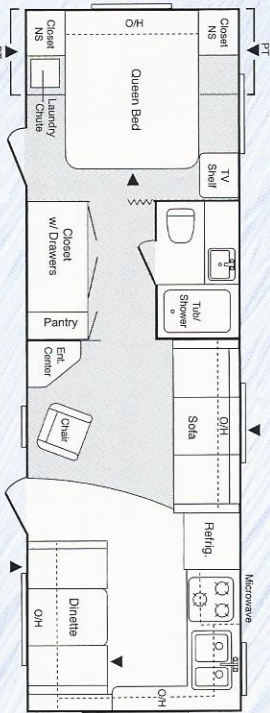 PT
Closet
NS
O/H
Closet
NS
PT
Laundry
Chute
Queen Bed
TV
Shelf
Closet
w/ Drawers
Pantry
Tub/
Shower
Ent.
Center
Chair
Sofa
O/H
Refrig.
Microwave
Dinette
O/H
O/H